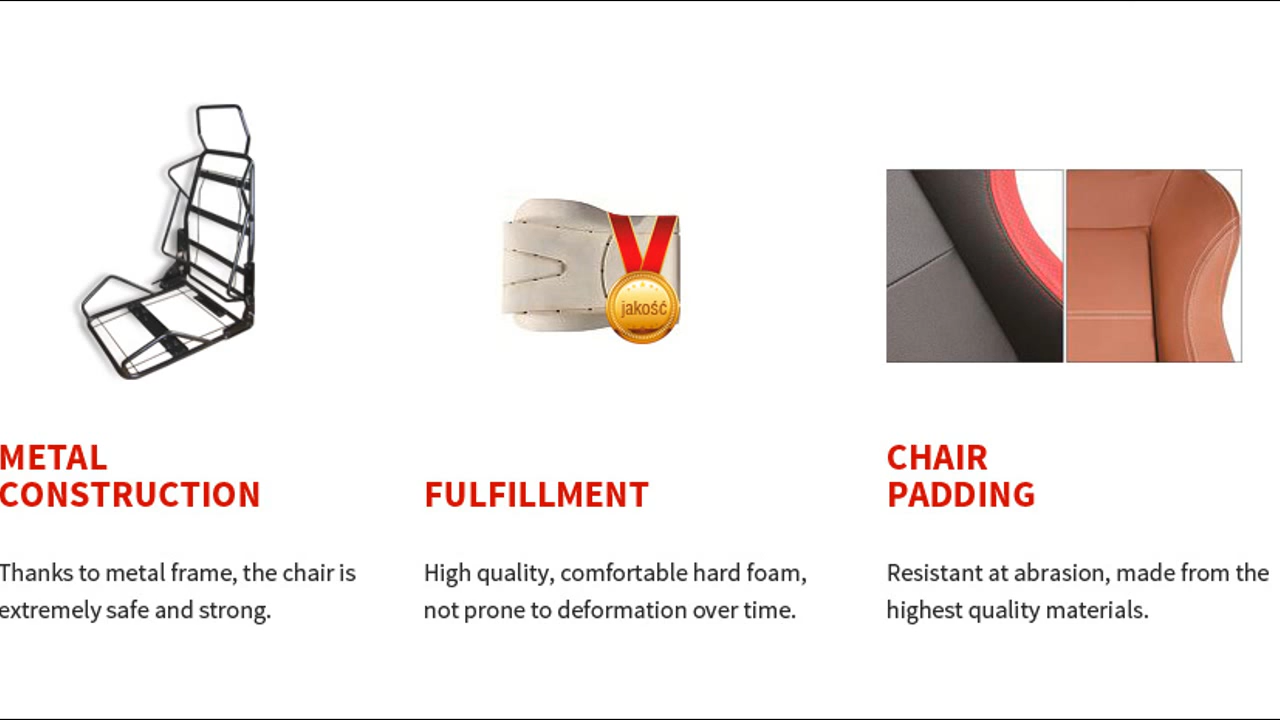 jakość
METAL
CONSTRUCTION
Thanks to metal frame, the chair is
extremely safe and strong.
FULFILLMENT
High quality, comfortable hard foam,
not prone to deformation over time.
CHAIR
PADDING
Resistant at abrasion, made from the
highest quality materials.